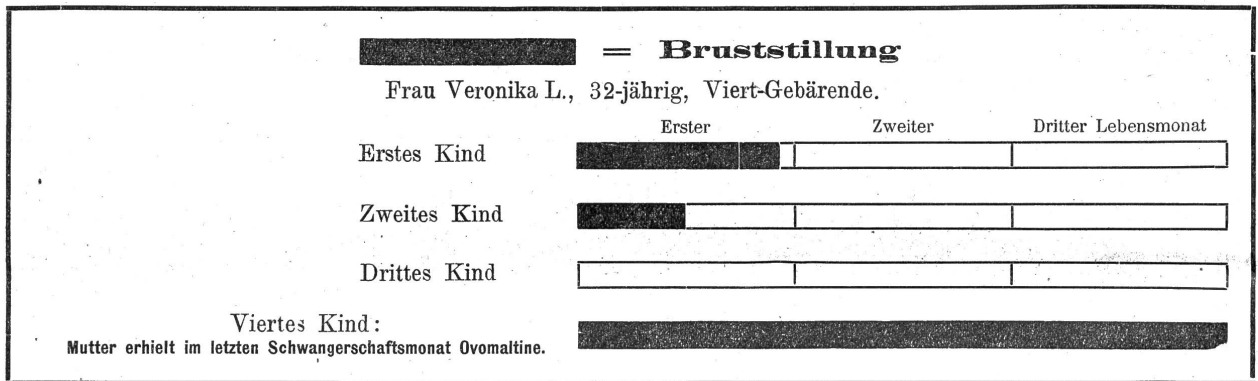 = Bruststillung
Frau Veronika L., 32-jährig, Viert-Gebärende.
Erster Zweiter Dritter Lebensmonat
Erstes Kind
Zweites Kind
Drittes Kind
Viertes Kind:
Mutter erhielt im letzten Schwangerschaftsmonat Ovomaltine.